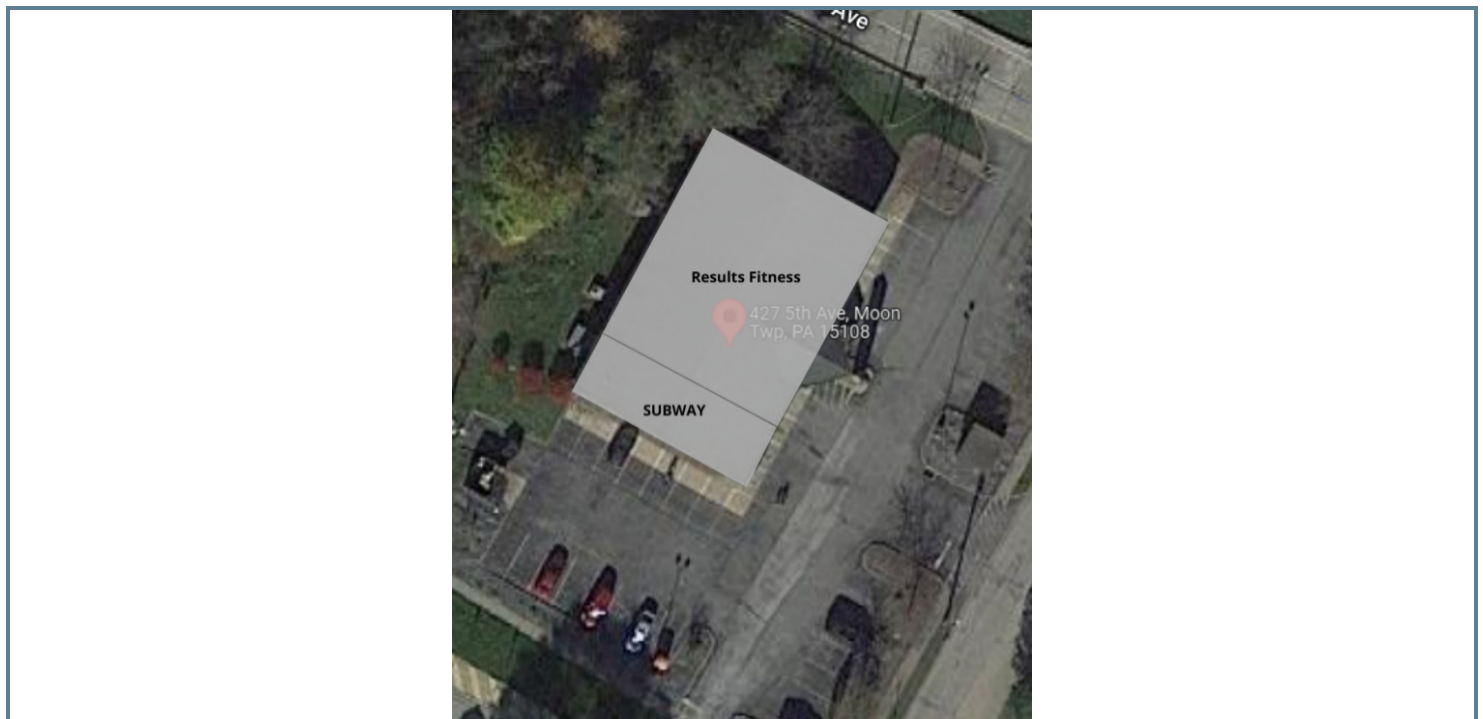 Ave
Results Fitness
427 5th Ave, Moon
Twp, PA 15108
SUBWAY